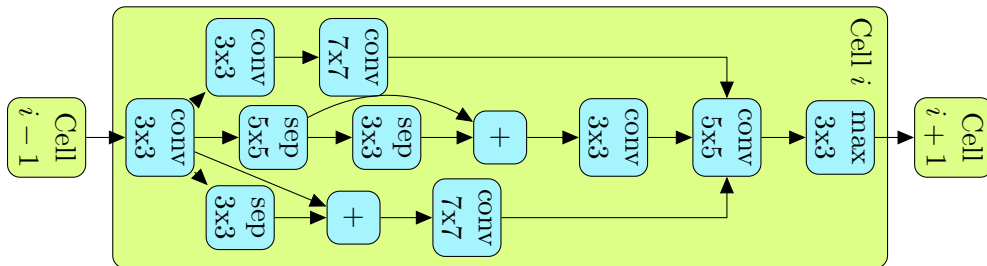 Cell
i − 1
Cell i
conv
3x3
conv
3x3
conv
7x7
sep
5x5
sep
3x3
+
conv
3x3
sep
3x3
+
conv
7x7
conv
5x5
max
3x3
Cell
i + 1